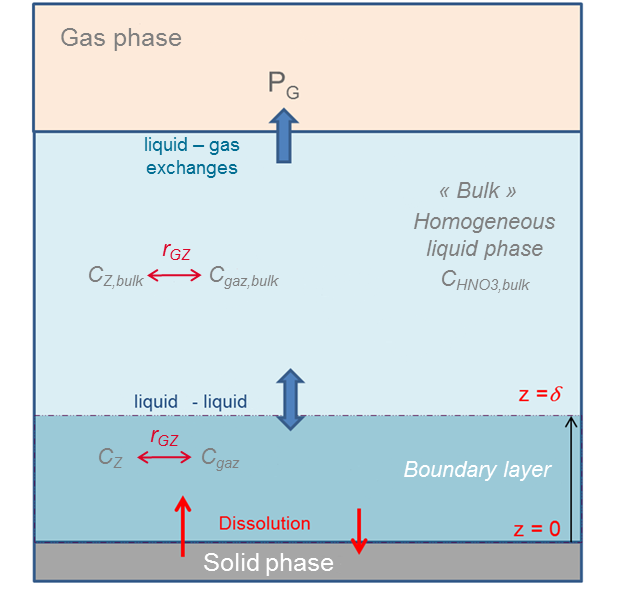 Gas phase
P_G
liquid – gas
exchanges
« Bulk »
Homogeneous
liquid phase
C_HNO3,bulk
r_GZ
C_Z,bulk
C_gaz,bulk
z =δ
liquid - liquid
r_GZ
C_Z
C_gaz
Boundary layer
Dissolution
z = 0
Solid phase